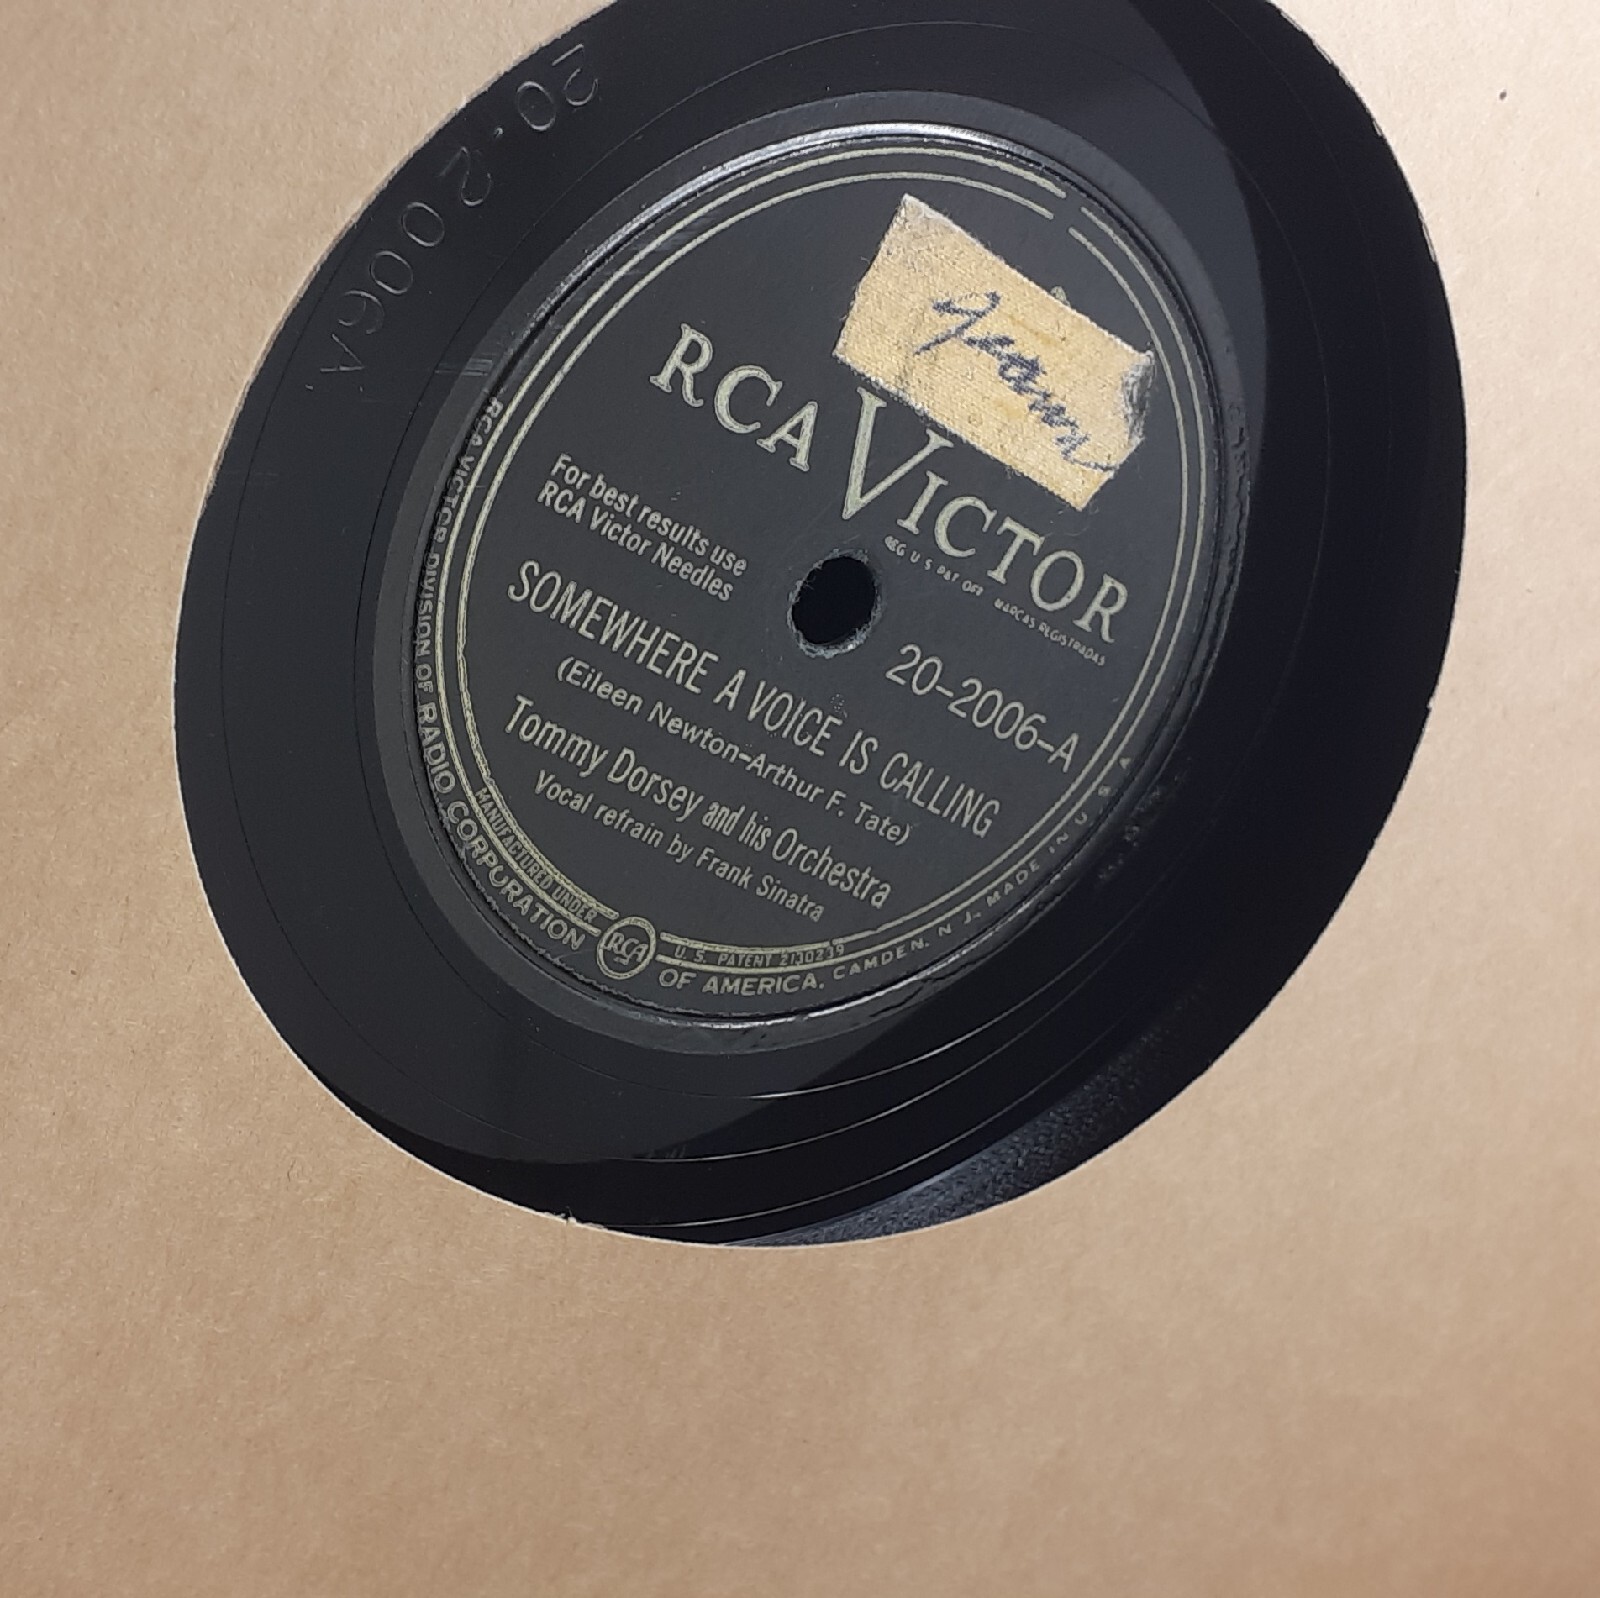 20-2006A
RCA VICTOR
REG. U. S. PAT. OFF. MARCAS REGISTRADAS
For best results use
RCA Victor Needles
20-2006-A
SOMEWHERE A VOICE IS CALLING
(Eileen Newton-Arthur F. Tate)
Tommy Dorsey and his Orchestra
Vocal refrain by Frank Sinatra
MANUFACTURED UNDER RCA U. S. PATENT 2130239
RCA VICTOR DIVISION OF RADIO CORPORATION OF AMERICA, CAMDEN, N. J., MADE IN U. S. A.